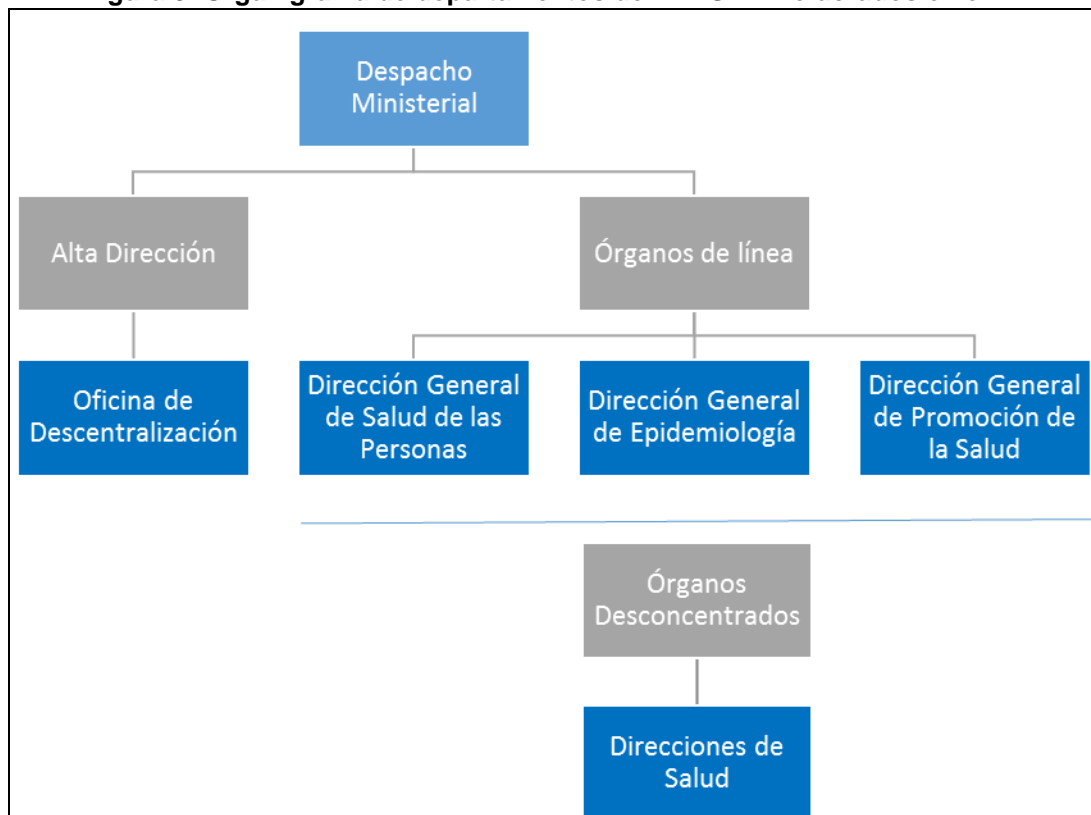 Despacho
Ministerial
Alta Dirección
Órganos de línea
Oficina de
Descentralización
Dirección General
de Salud de las
Personas
Dirección General
de Epidemiología
Dirección General
de Promoción de
la Salud
Órganos
Desconcentrados
Direcciones de
Salud